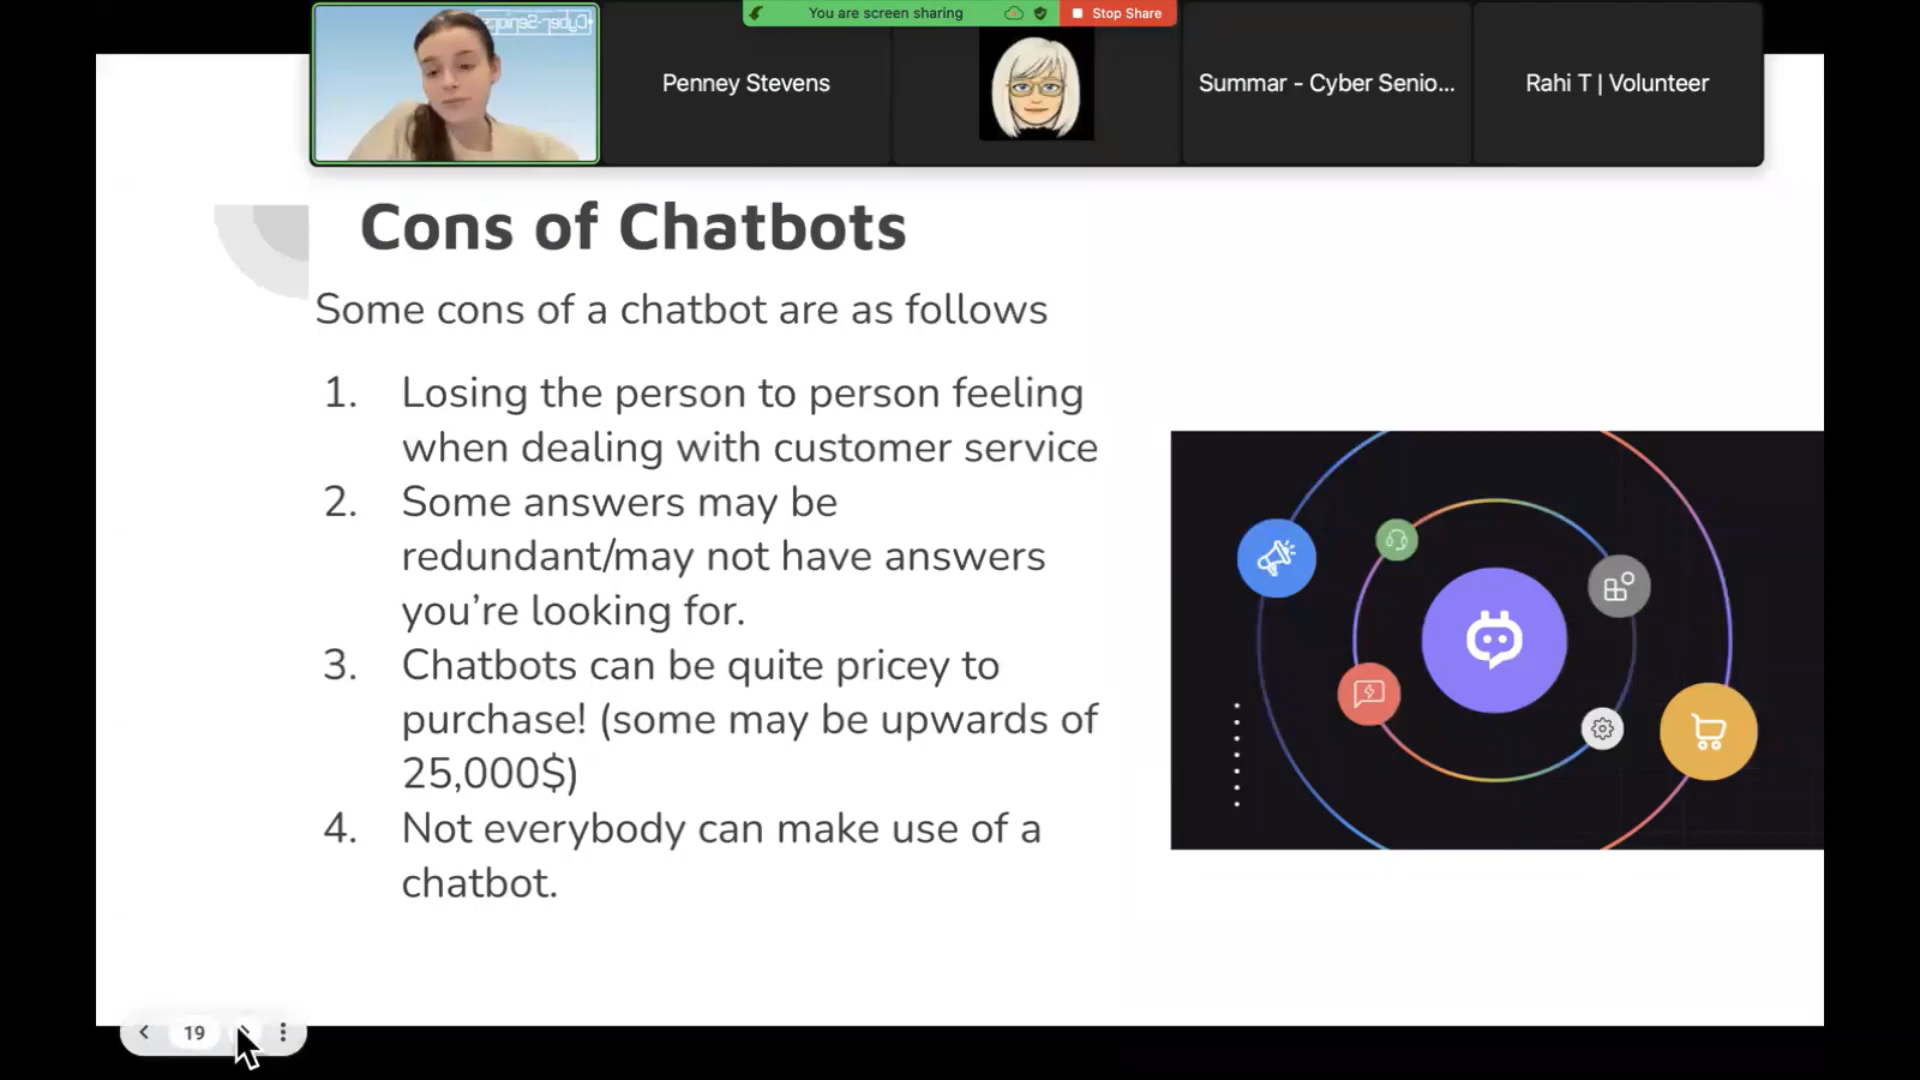 You are screen sharing
Stop Share
Cyber-Seniors
Penney Stevens
Summar - Cyber Senio...
Rahi T | Volunteer
Cons of Chatbots
Some cons of a chatbot are as follows
1. Losing the person to person feeling
when dealing with customer service
2. Some answers may be
redundant/may not have answers
you're looking for.
3. Chatbots can be quite pricey to
purchase! (some may be upwards of
25,000$)
4. Not everybody can make use of a
chatbot.
19